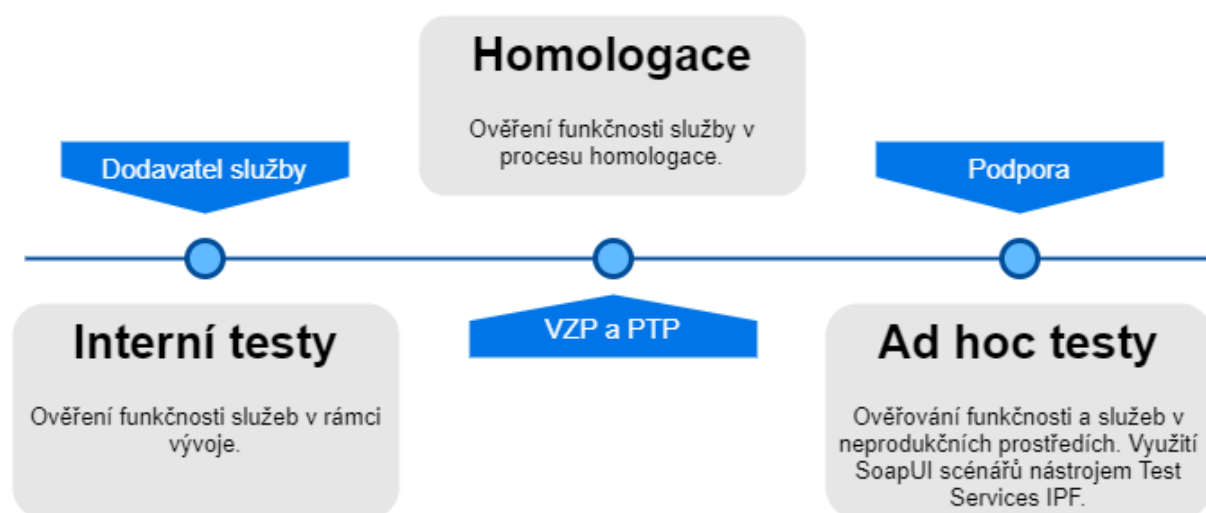 Homologace
Ověření funkčnosti služby v
procesu homologace.
Dodavatel služby
Podpora
VZP a PTP
Interní testy
Ověření funkčnosti služeb v rámci
vývoje.
Ad hoc testy
Ověřování funkčnosti a služeb v
neprodukčních prostředích. Využití
SoapUI scénářů nástrojem Test
Services IPF.